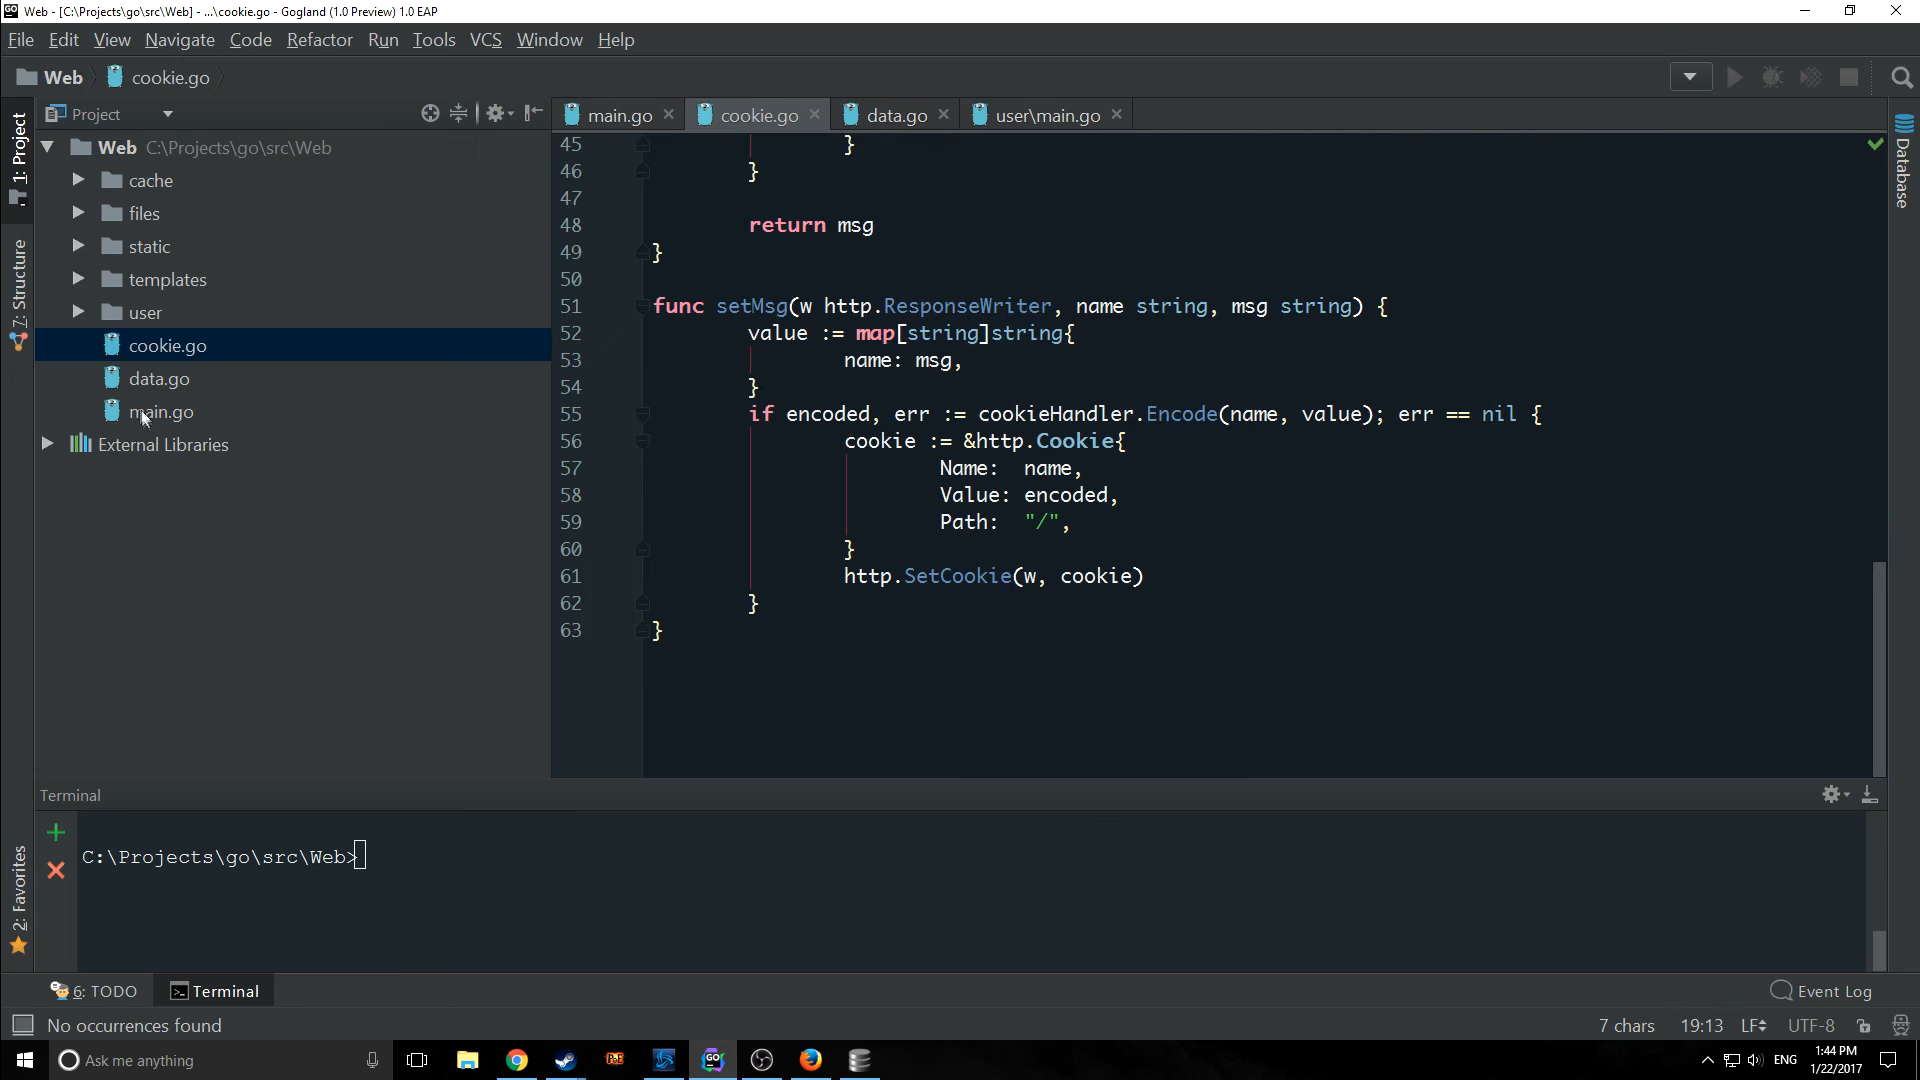 Web - [C:\Projects\go\src\Web] - ...\cookie.go - Gogland (1.0 Preview) 1.0 EAP
File Edit View Navigate Code Refactor Run Tools VCS Window Help
Web cookie.go
Project
main.go cookie.go data.go user\main.go
1: Project
Z: Structure
2: Favorites
Web C:\Projects\go\src\Web
cache
files
static
templates
user
cookie.go
data.go
main.go
External Libraries
45 }
46 }
47
48 return msg
49 }
50
51 func setMsg(w http.ResponseWriter, name string, msg string) {
52 value := map[string]string{
53 name: msg,
54 }
55 if encoded, err := cookieHandler.Encode(name, value); err == nil {
56 cookie := &http.Cookie{
57 Name: name,
58 Value: encoded,
59 Path: "/",
60 }
61 http.SetCookie(w, cookie)
62 }
63 }
Database
Terminal
C:\Projects\go\src\Web>
6: TODO Terminal Event Log
No occurrences found 7 chars 19:13 LF UTF-8
Ask me anything
GO
ENG
1:44 PM
1/22/2017